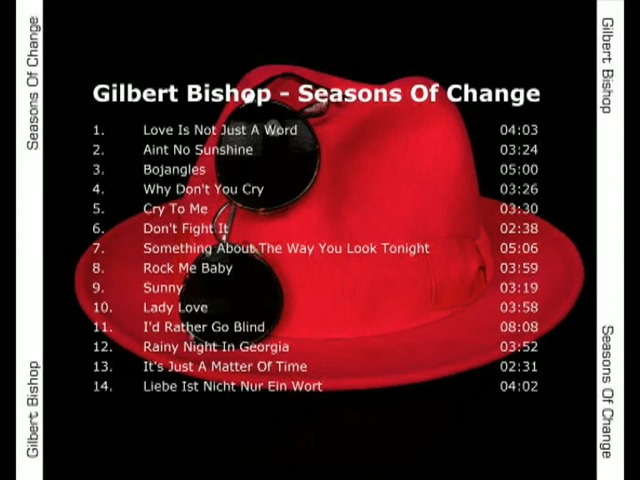 Gilbert Bishop - Seasons Of Change
1. Love Is Not Just A Word 04:03
2. Aint No Sunshine 03:24
3. Bojangles 05:00
4. Why Don't You Cry 03:26
5. Cry To Me 03:30
6. Don't Fight It 02:38
7. Something About The Way You Look Tonight 05:06
8. Rock Me Baby 03:59
9. Sunny 03:19
10. Lady Love 03:58
11. I'd Rather Go Blind 08:08
12. Rainy Night In Georgia 03:52
13. It's Just A Matter Of Time 02:31
14. Liebe Ist Nicht Nur Ein Wort 04:02
Seasons Of Change
Gilbert Bishop
Gilbert Bishop
Seasons Of Change